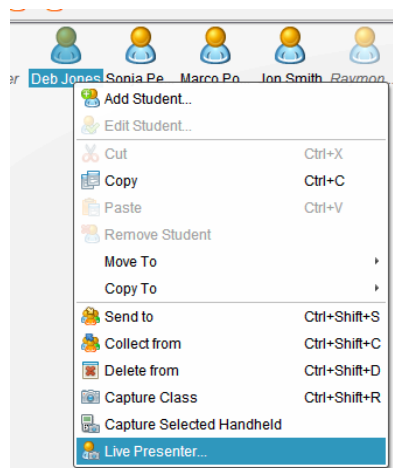 er Deb Jones Sonia Pe Marco Po Jon Smith Raymon
Add Student...
Edit Student...
Cut Ctrl+X
Copy Ctrl+C
Paste Ctrl+V
Remove Student
Move To
Copy To
Send to Ctrl+Shift+S
Collect from Ctrl+Shift+C
Delete from Ctrl+Shift+D
Capture Class Ctrl+Shift+R
Capture Selected Handheld
Live Presenter...